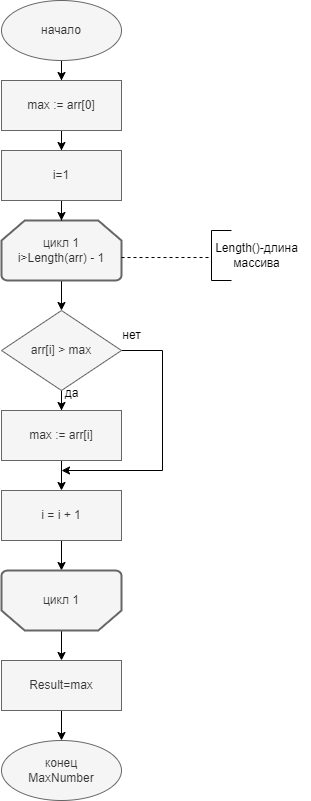 начало
max := arr[0]
i=1
цикл 1
i>Length(arr) - 1
Length()-длина
массива
arr[i] > max
нет
да
max := arr[i]
i = i + 1
цикл 1
Result=max
конец
MaxNumber